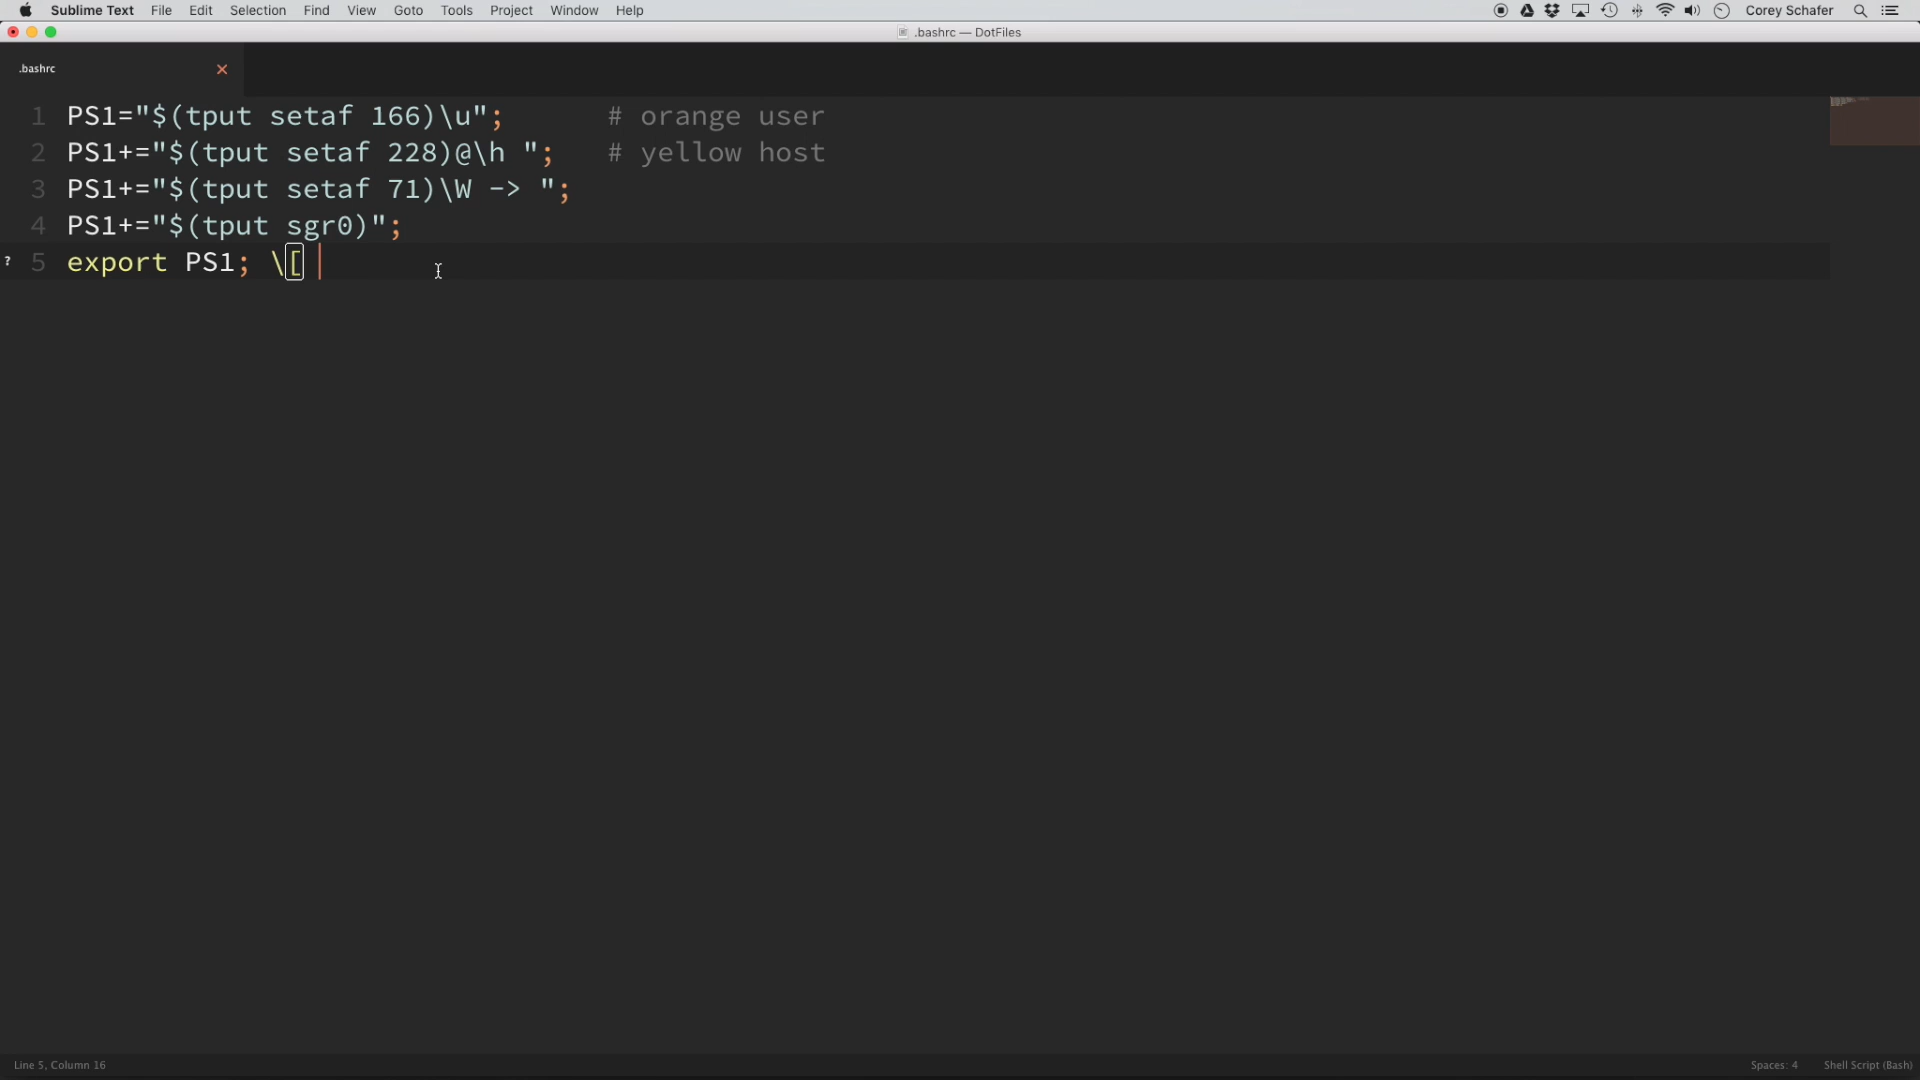 Sublime Text File Edit Selection Find View Goto Tools Project Window Help Corey Schafer
.bashrc — DotFiles
.bashrc
1 PS1="$(tput setaf 166)\u"; # orange user
2 PS1+="$(tput setaf 228)@\h "; # yellow host
3 PS1+="$(tput setaf 71)\W -> ";
4 PS1+="$(tput sgr0)";
? 5 export PS1; \[
Line 5, Column 16 Spaces: 4 Shell Script (Bash)